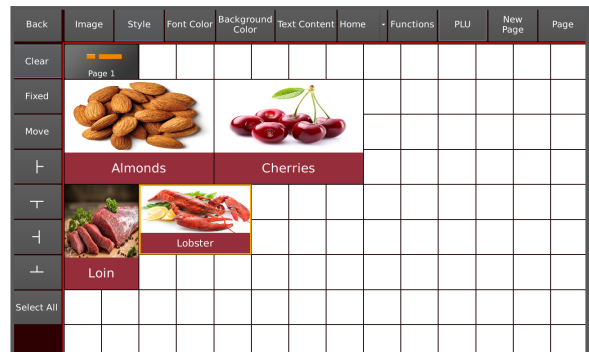 Back
Image
Style
Font Color
Background
Color
Text Content
Home
Functions
PLU
New
Page
Page
Clear
Page 1
Fixed
Move
Almonds
Cherries
Lobster
Loin
Select All